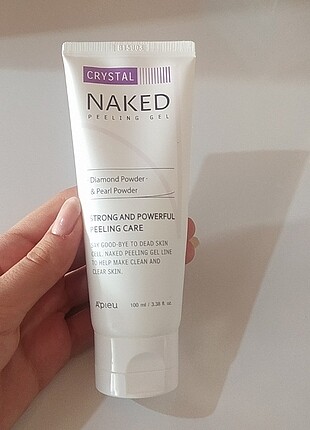 CRYSTAL
NAKED
PEELING GEL
Diamond Powder
& Pearl Powder
STRONG AND POWERFUL
PEELING CARE
SAY GOOD-BYE TO DEAD SKIN
CELL. NAKED PEELING GEL LINE
TO HELP MAKE CLEAN AND
CLEAR SKIN.
A'pieu 100 ml / 3.38 fl. oz.